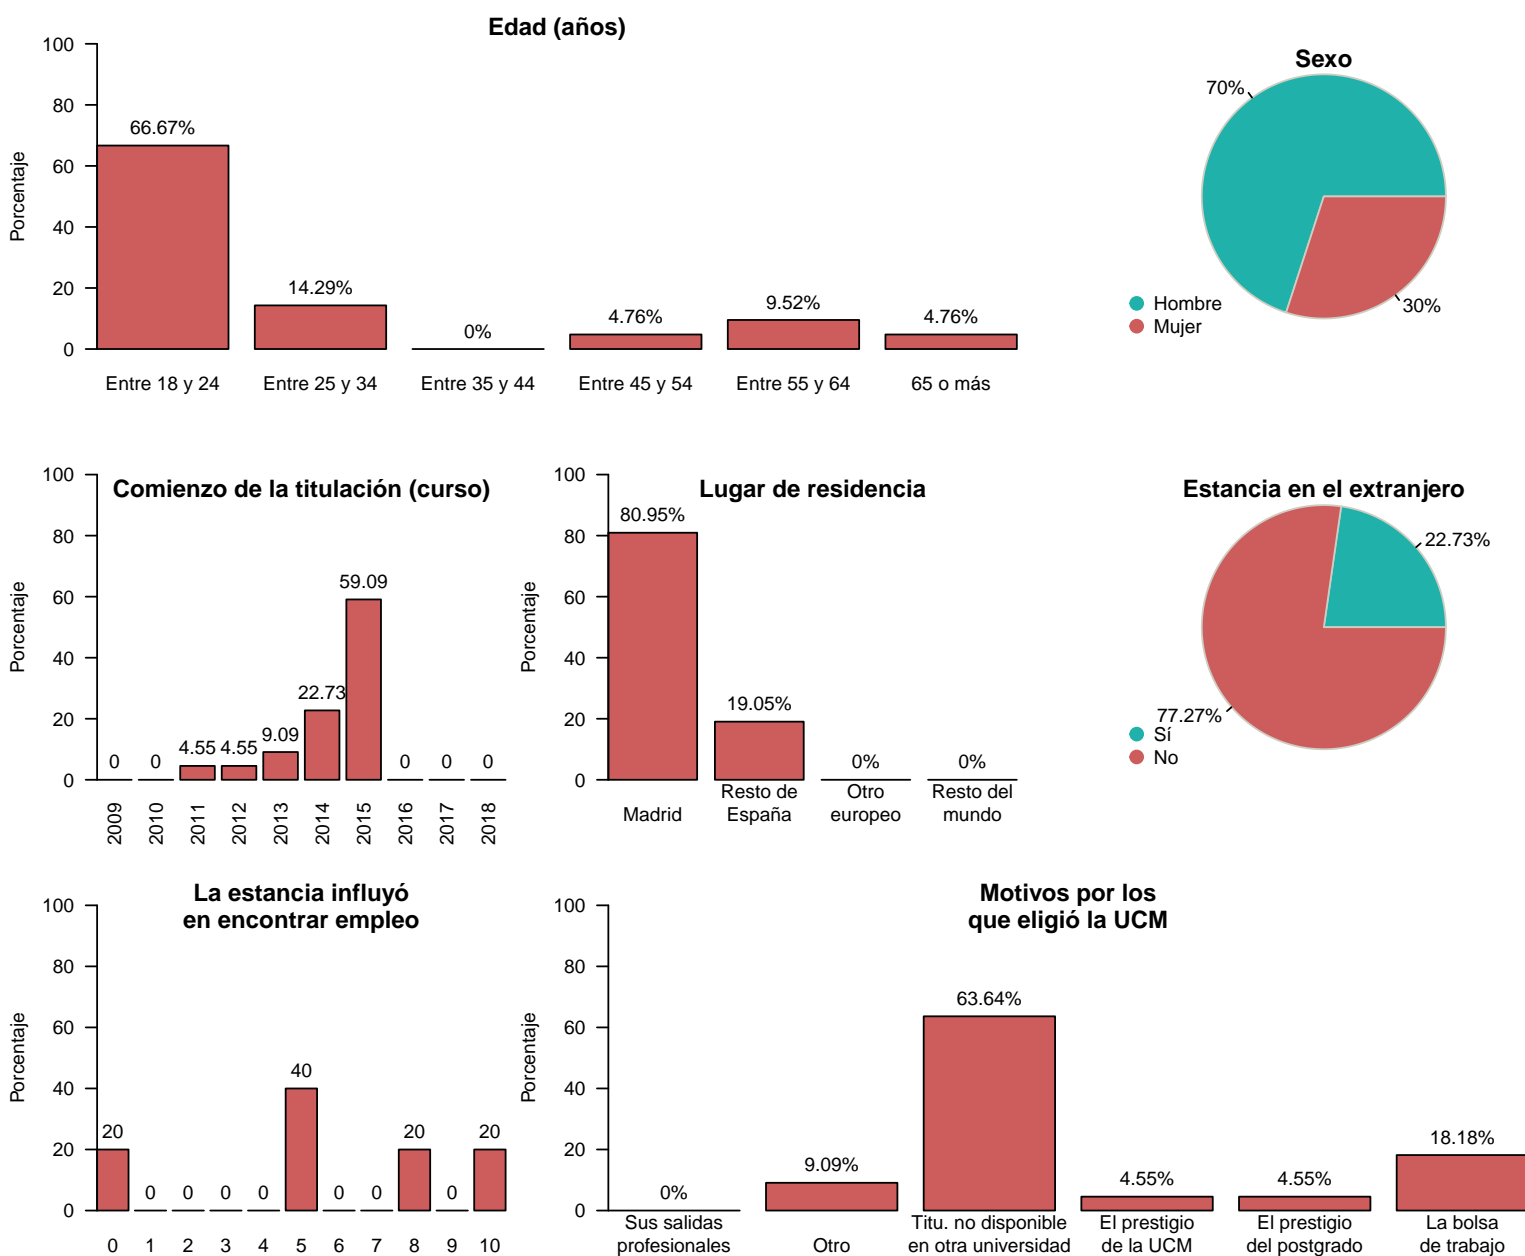 Edad (años)
Porcentaje
100
80
60
40
20
0
66.67%
14.29%
0%
4.76%
9.52%
4.76%
Entre 18 y 24
Entre 25 y 34
Entre 35 y 44
Entre 45 y 54
Entre 55 y 64
65 o más
Sexo
70%
30%
Hombre
Mujer
Comienzo de la titulación (curso)
Porcentaje
100
80
60
40
20
0
0
0
4.55
4.55
9.09
22.73
59.09
0
0
0
2009
2010
2011
2012
2013
2014
2015
2016
2017
2018
Lugar de residencia
Porcentaje
100
80
60
40
20
0
80.95%
19.05%
0%
0%
Madrid
Resto de
España
Otro
europeo
Resto del
mundo
Estancia en el extranjero
22.73%
77.27%
Sí
No
La estancia influyó
en encontrar empleo
Porcentaje
100
80
60
40
20
0
20
0
0
0
0
40
0
0
20
0
20
0
1
2
3
4
5
6
7
8
9
10
Motivos por los
que eligió la UCM
Porcentaje
100
80
60
40
20
0
0%
9.09%
63.64%
4.55%
4.55%
18.18%
Sus salidas
profesionales
Otro
Titu. no disponible
en otra universidad
El prestigio
de la UCM
El prestigio
del postgrado
La bolsa
de trabajo